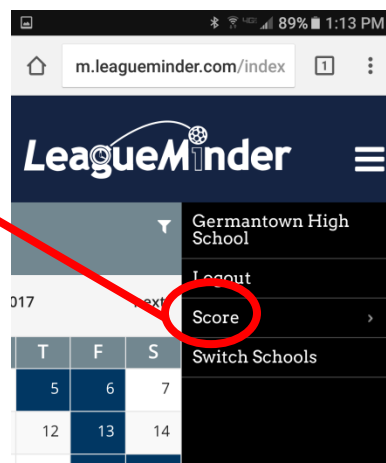 89% 1:13 PM
m.leagueminder.com/index 1
LeagueMinder
Germantown High
School
Logout
017 next
Score >
T F S
Switch Schools
5 6 7
12 13 14